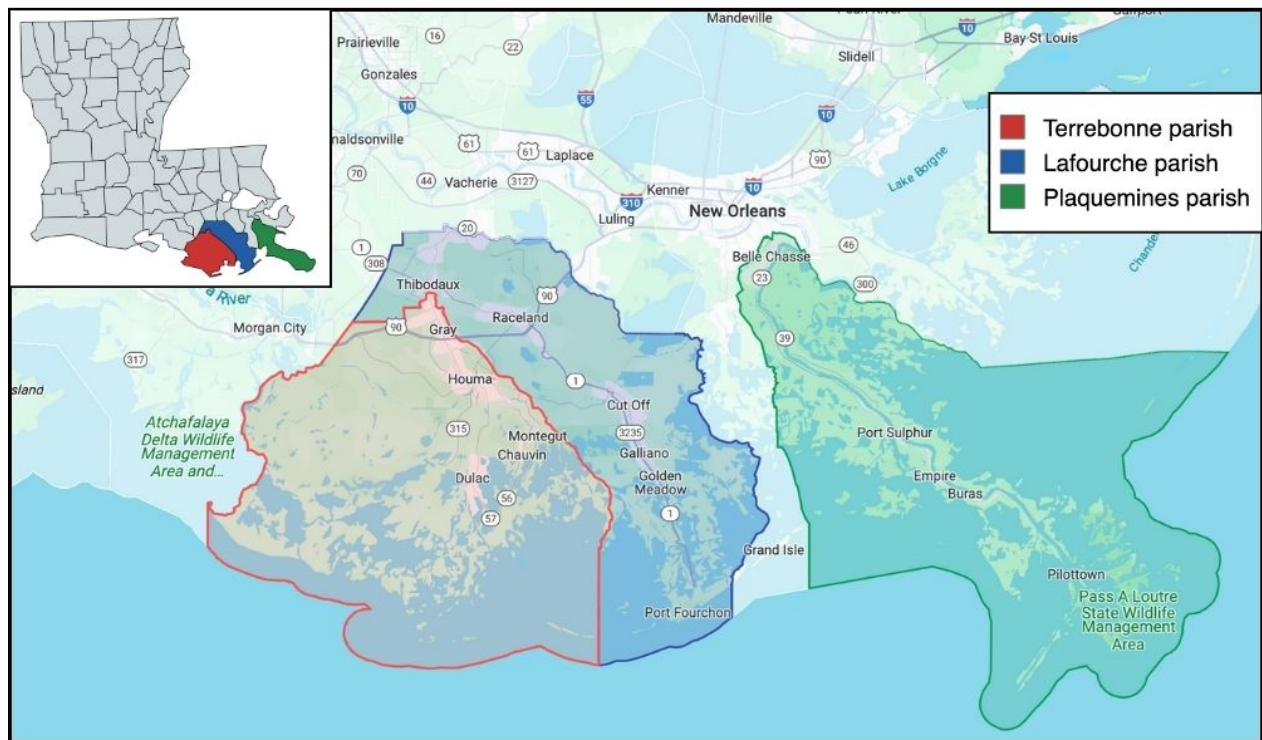 Mandeville
Slidell
Bay St Louis
Prairieville
16
22
Gonzales
10
55
10
10
naldsonville
61
61
Laplace
90
70
44
Vacherie
3127
Kenner
310
10
Luling
New Orleans
Lake Borgne
Terrebonne parish
Lafourche parish
Plaquemines parish
1
20
308
Belle Chasse
46
23
300
a River
Thibodaux
90
Morgan City
90
Gray
Raceland
39
317
sland
Houma
1
Cut Off
Atchafalaya
Delta Wildlife
Management
Area and...
315
Montegut
Chauvin
3235
Galliano
Port Sulphur
Dulac
56
57
Golden
Meadow
1
Empire
Buras
Grand Isle
Port Fourchon
Pilottown
Pass A Loutre
State Wildlife
Management
Area